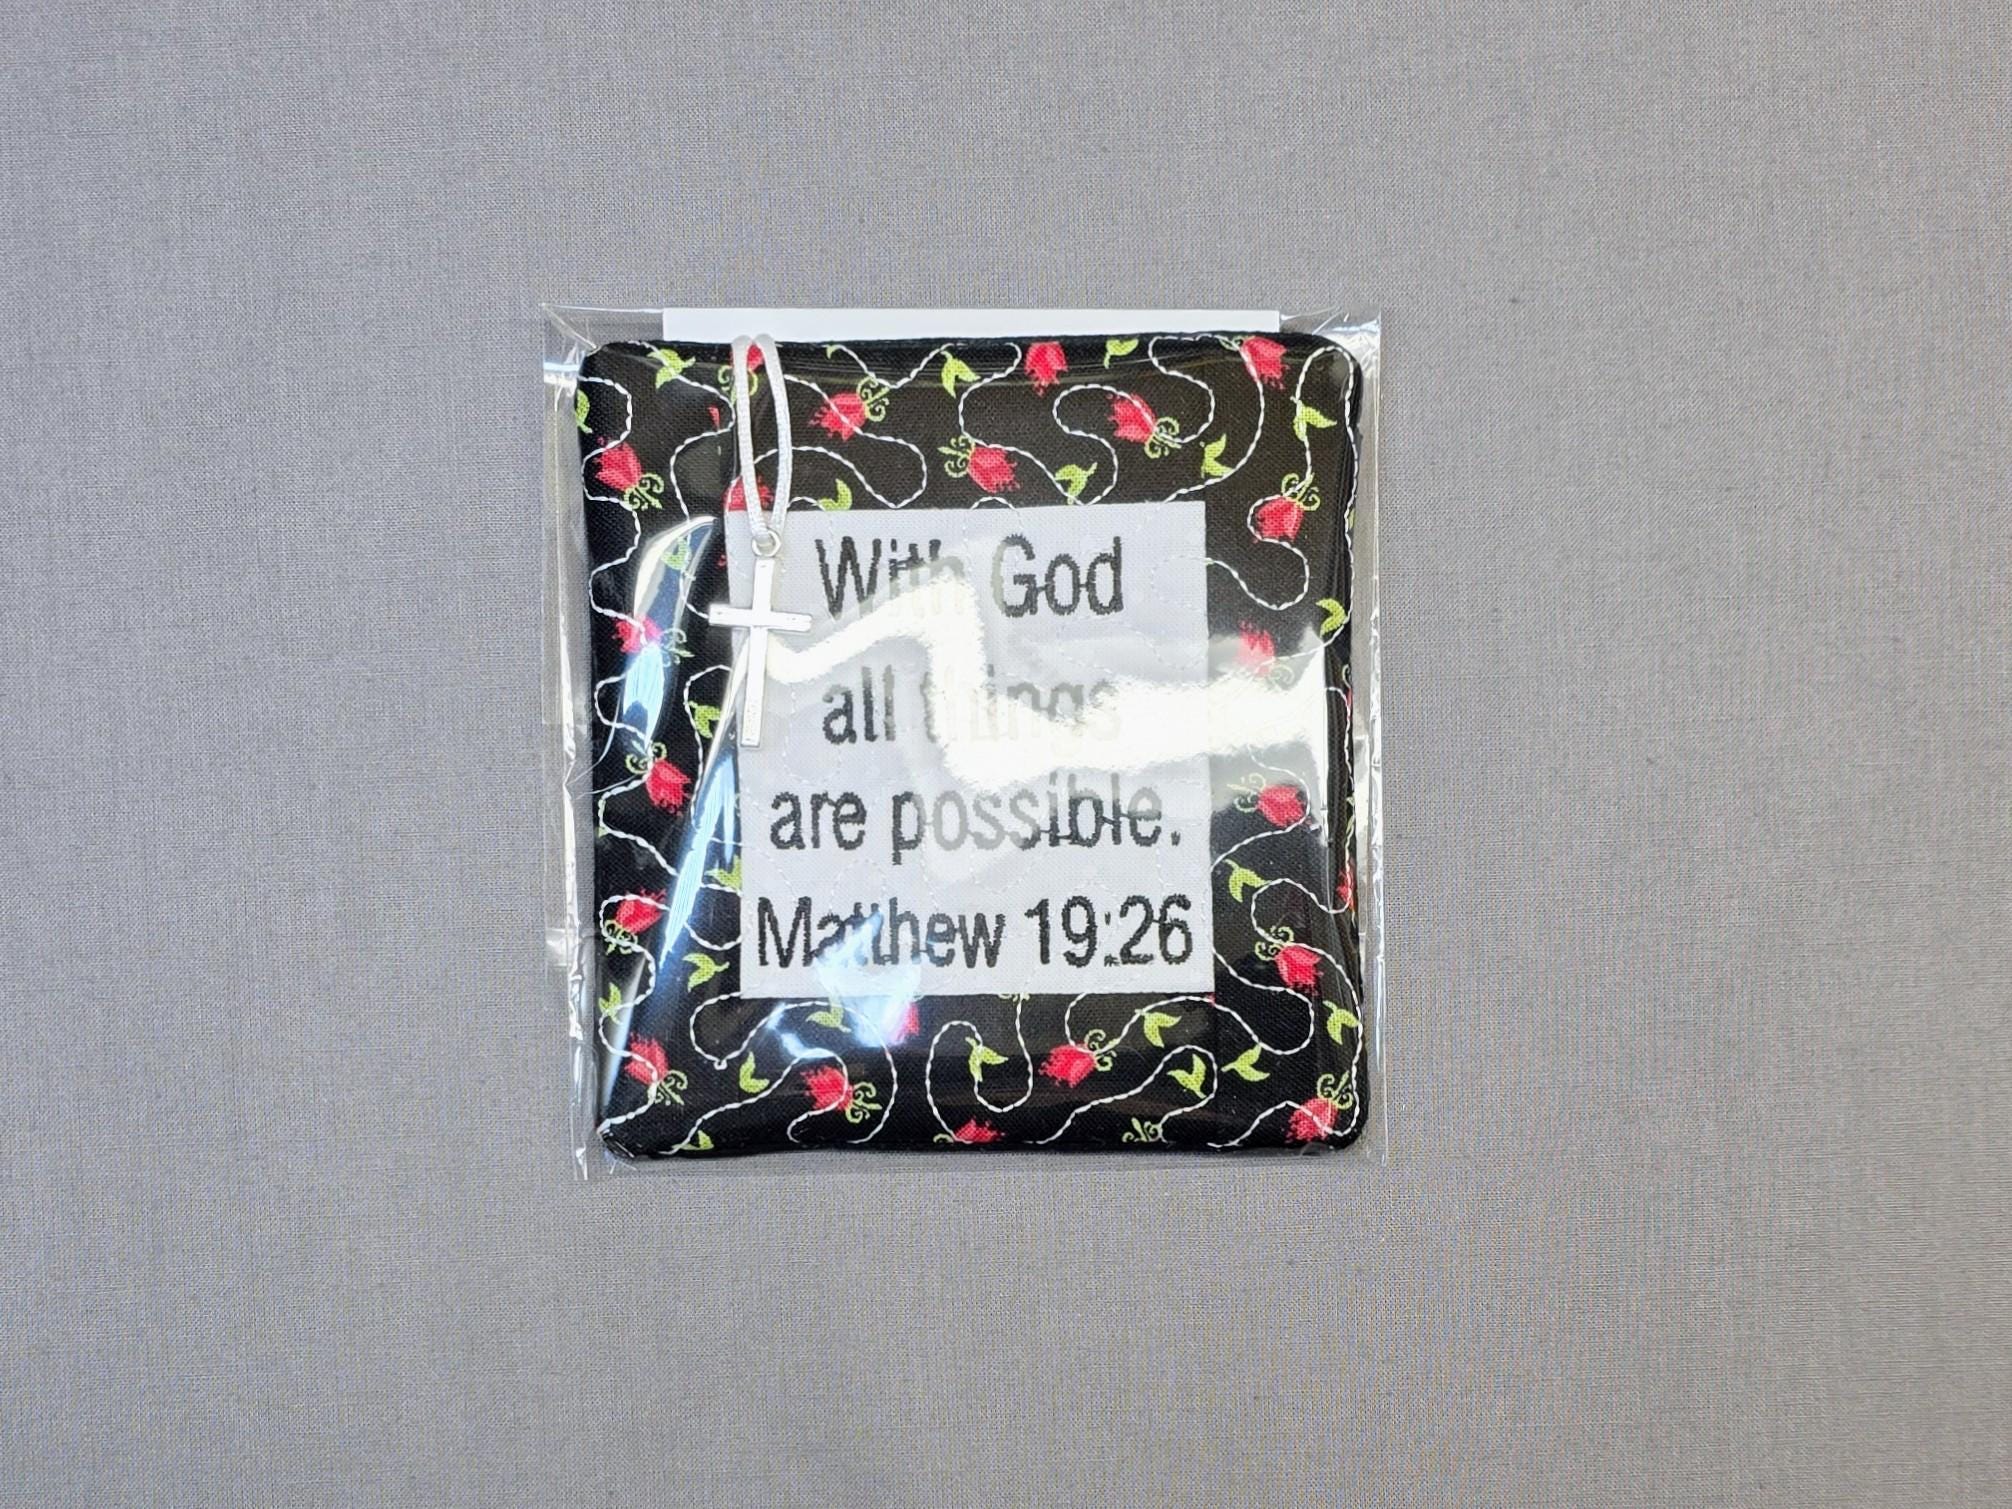 With God
all things
are possible.
Matthew 19:26